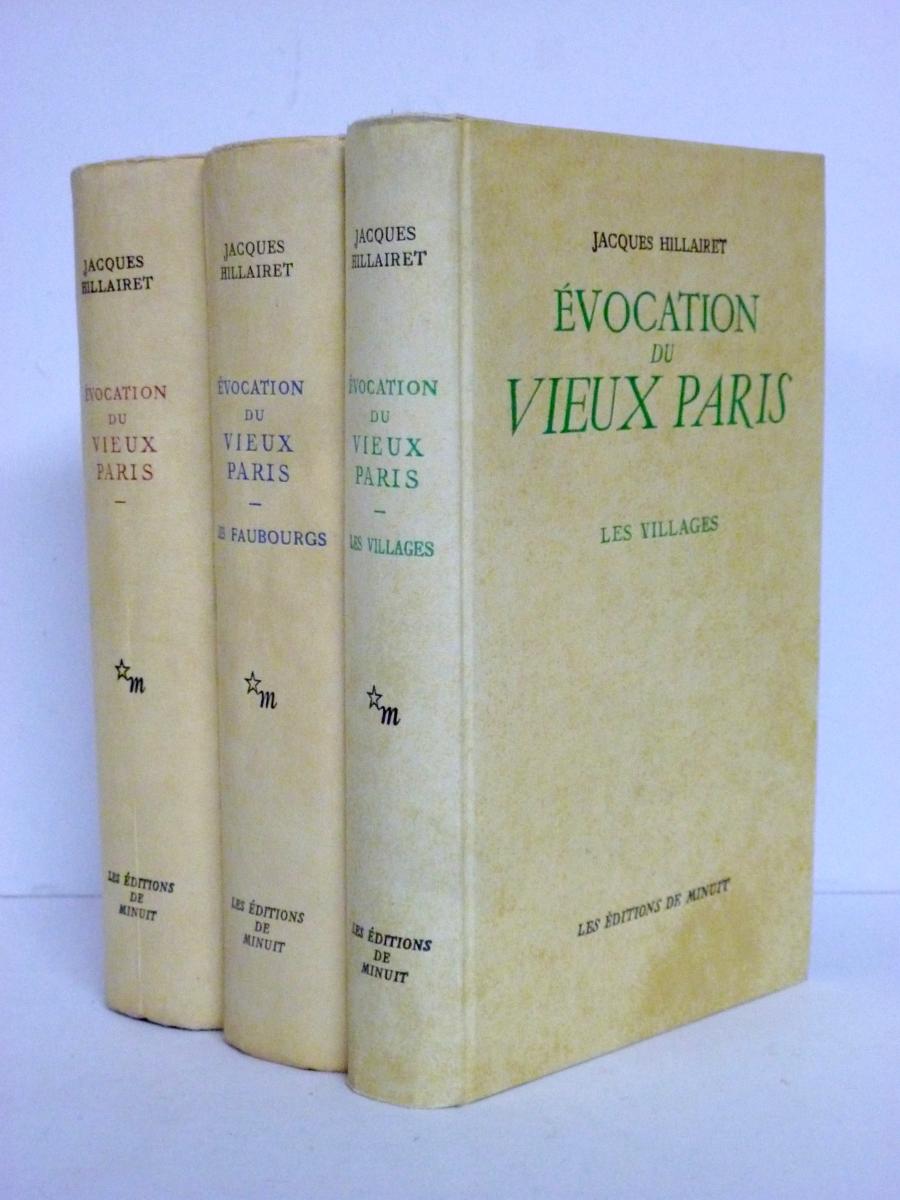 JACQUES
HILLAIRET
ÉVOCATION
DU
VIEUX
PARIS
m
LES ÉDITIONS
DE
MINUIT
JACQUES
HILLAIRET
ÉVOCATION
DU
VIEUX
PARIS
—
LES FAUBOURGS
m
LES ÉDITIONS
DE
MINUIT
JACQUES
HILLAIRET
ÉVOCATION
DU
VIEUX
PARIS
—
LES VILLAGES
m
LES ÉDITIONS
DE
MINUIT
JACQUES HILLAIRET
ÉVOCATION
DU
VIEUX PARIS
LES VILLAGES
LES ÉDITIONS DE MINUIT